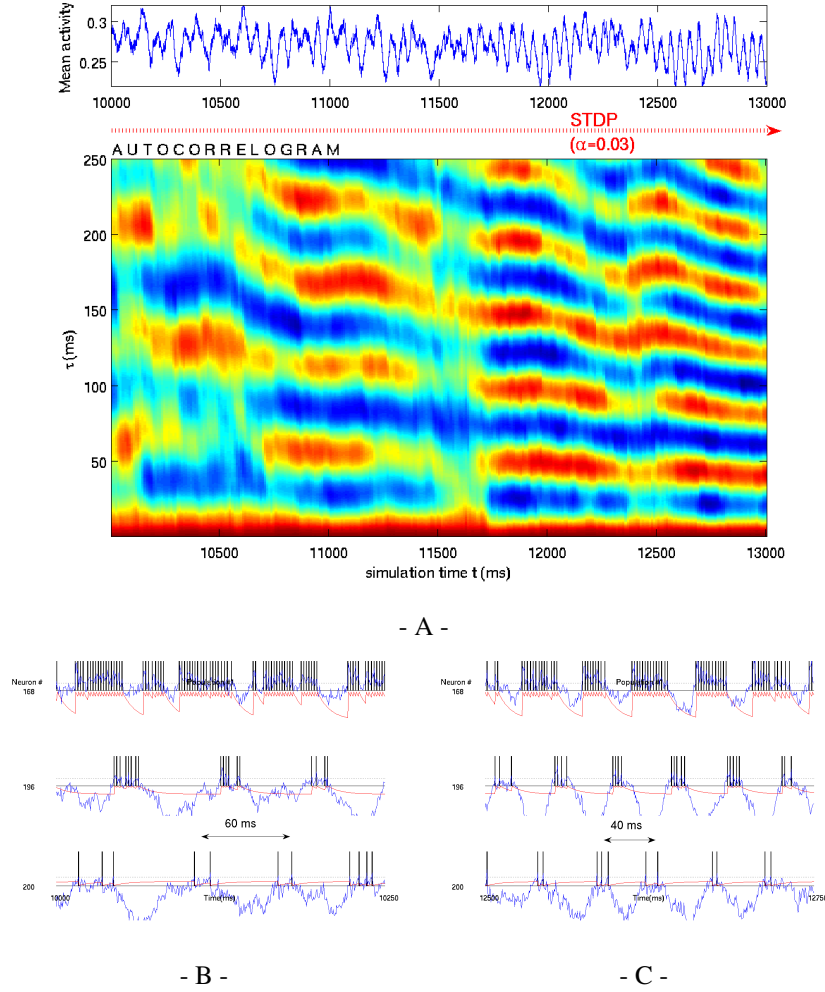 Mean activity
0.3
0.25
10000 10500 11000 11500 12000 12500 13000
STDP
(α=0.03)
AUTOCORRELOGRAM
250
200
150
100
50
τ (ms)
10500 11000 11500 12000 12500 13000
simulation time t (ms)
- A -
Neuron #
168
196
60 ms
200
10000 Time(ms) 10250
- B -
Neuron #
168
196
40 ms
200
12500 Time(ms) 12750
- C -